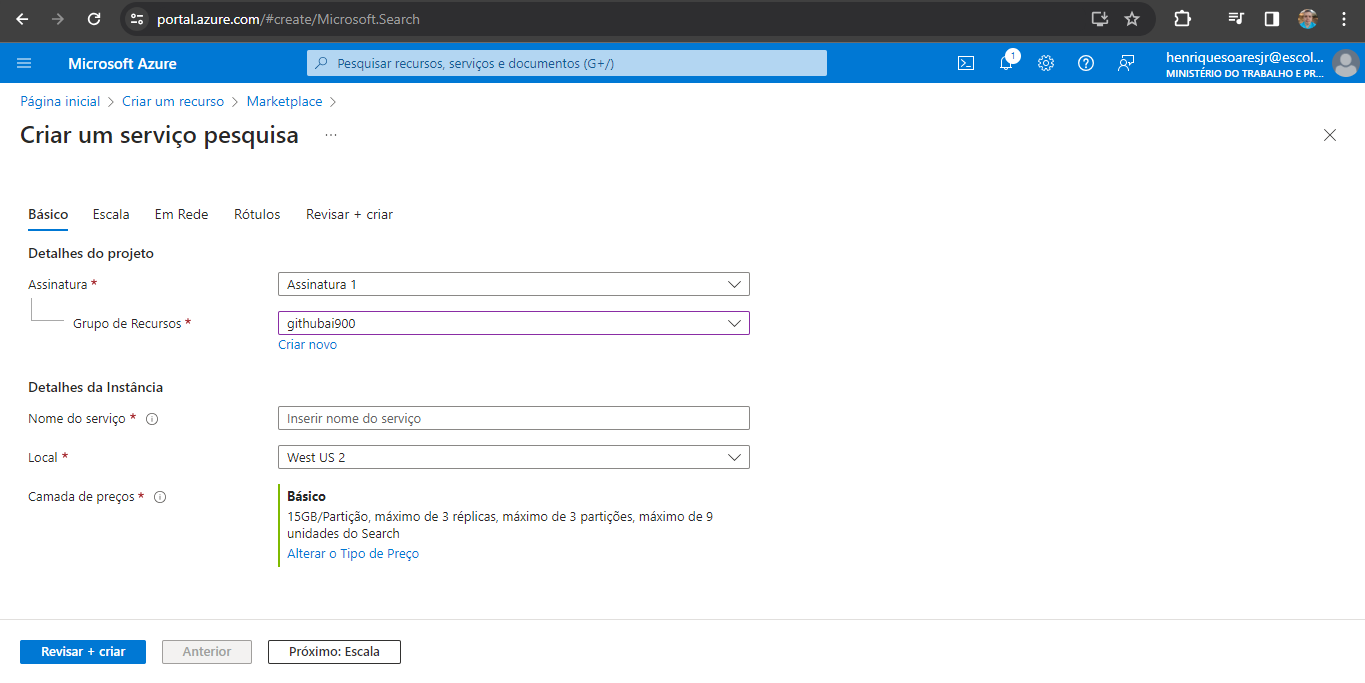 portal.azure.com/#create/Microsoft.Search
Microsoft Azure
Pesquisar recursos, serviços e documentos (G+/)
1
henriquesoaresjr@escol...
MINISTÉRIO DO TRABALHO E PR...
Página inicial > Criar um recurso > Marketplace >
Criar um serviço pesquisa ...
Básico Escala Em Rede Rótulos Revisar + criar
Detalhes do projeto
Assinatura * Assinatura 1
Grupo de Recursos * githubai900
Criar novo
Detalhes da Instância
Nome do serviço * Inserir nome do serviço
Local * West US 2
Camada de preços * Básico
15GB/Partição, máximo de 3 réplicas, máximo de 3 partições, máximo de 9
unidades do Search
Alterar o Tipo de Preço
Revisar + criar Anterior Próximo: Escala